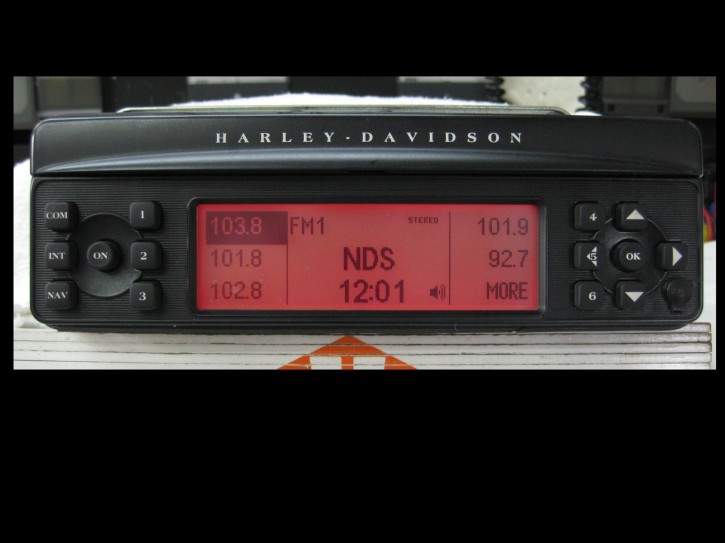 HARLEY-DAVIDSON
COM 1
INT ON 2
NAV 3
103.8 FM1 STEREO 101.9
101.8 NDS 92.7
102.8 12:01 MORE
4
5 OK
6